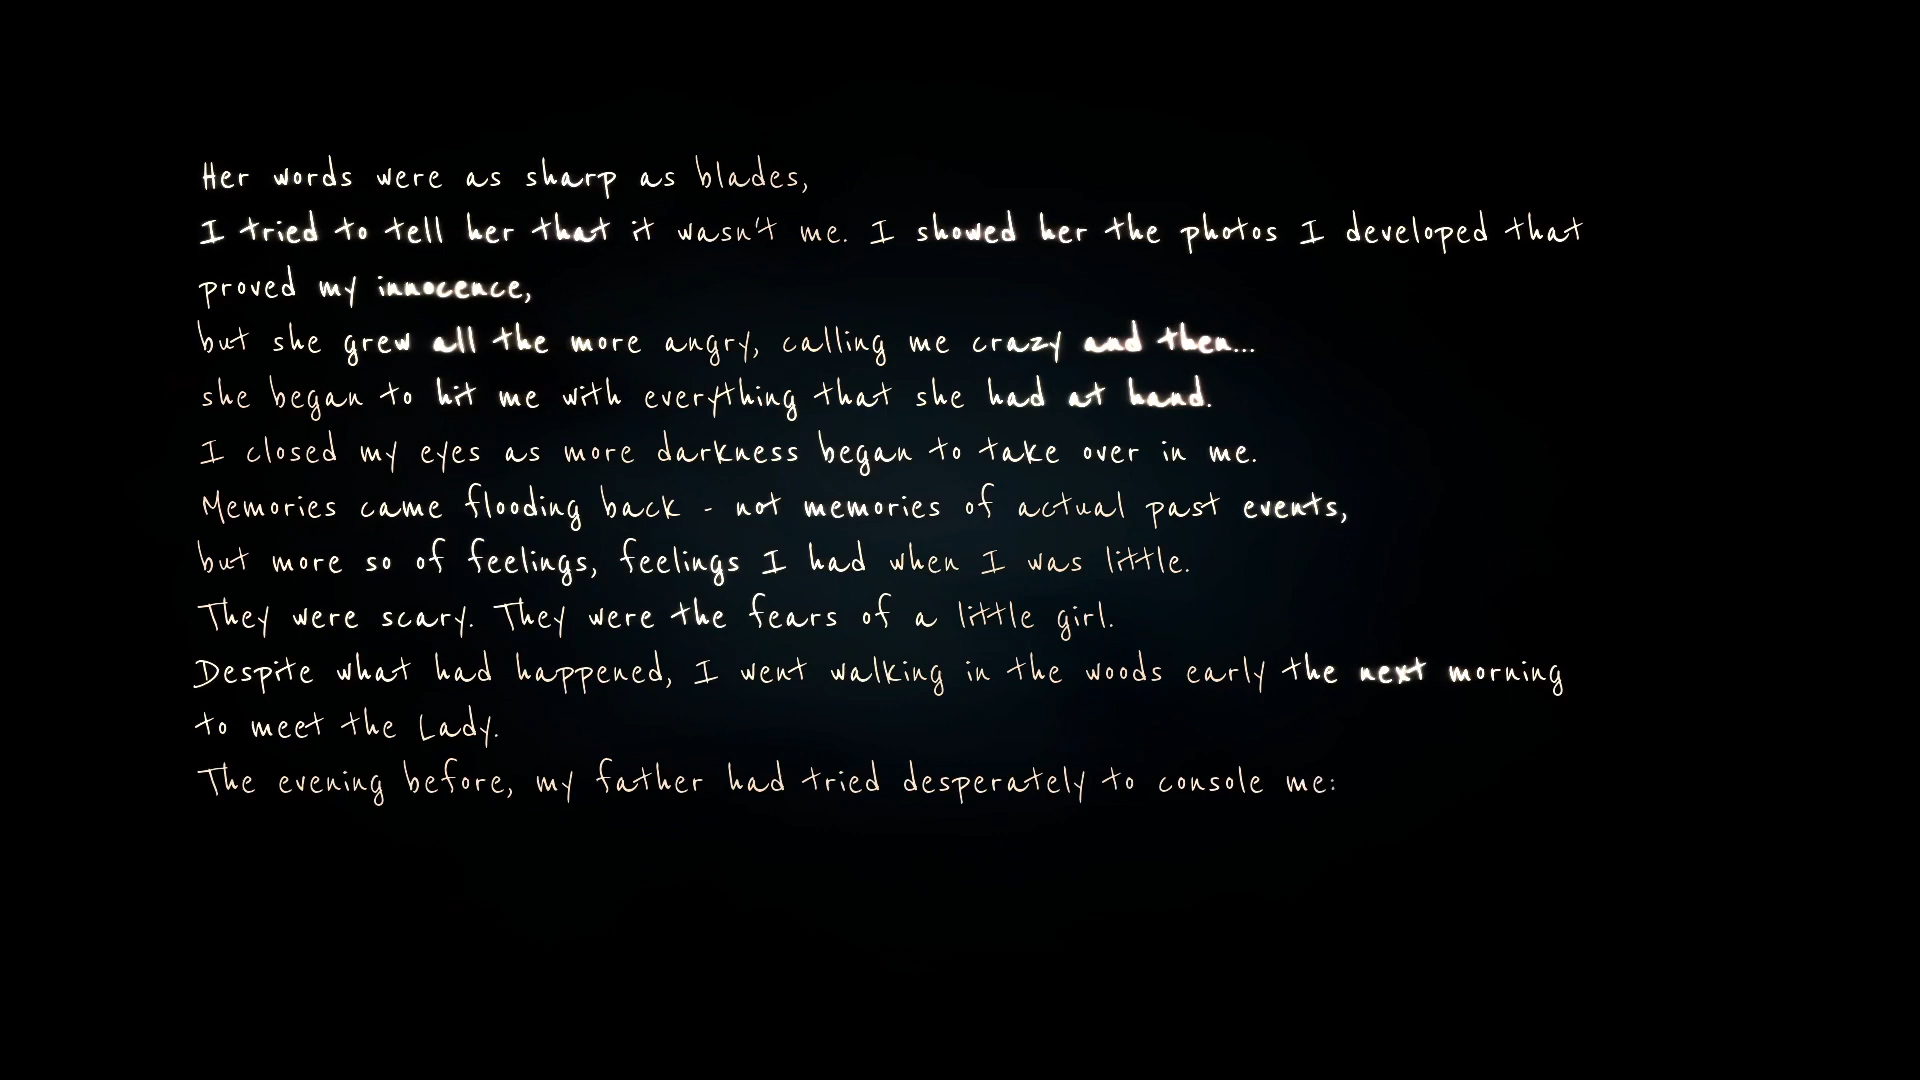 Her words were as sharp as blades,
I tried to tell her that it wasn't me. I showed her the photos I developed that
proved my innocence,
but she grew all the more angry, calling me crazy and then...
she began to hit me with everything that she had at hand.
I closed my eyes as more darkness began to take over in me.
Memories came flooding back - not memories of actual past events,
but more so of feelings, feelings I had when I was little.
They were scary. They were the fears of a little girl.
Despite what had happened, I went walking in the woods early the next morning
to meet the Lady.
The evening before, my father had tried desperately to console me: